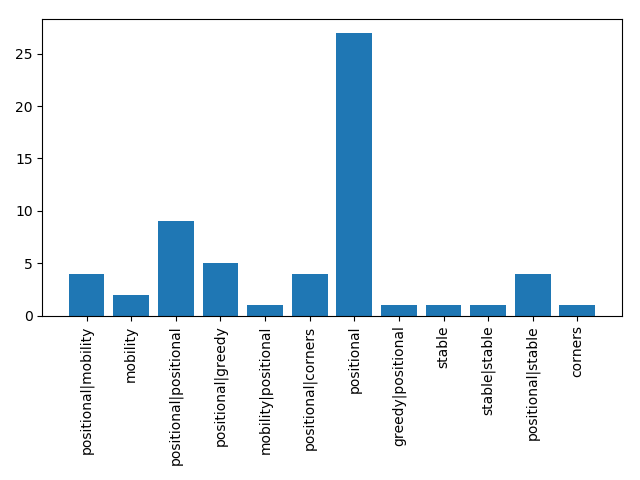 25
20
15
10
5
0
positional|mobility
mobility
positional|positional
positional|greedy
mobility|positional
positional|corners
positional
greedy|positional
stable
stable|stable
positional|stable
corners